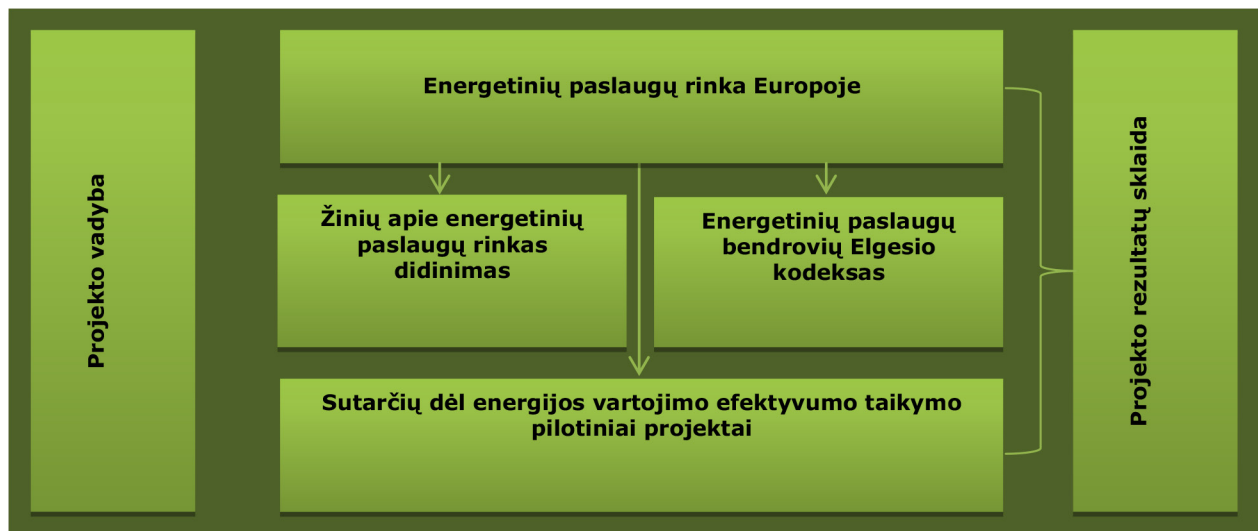 Projekto vadyba
Energetinių paslaugų rinka Europoje
Žinių apie energetinių
paslaugų rinkas
didinimas
Energetinių paslaugų
bendrovių Elgesio
kodeksas
Sutarčių dėl energijos vartojimo efektyvumo taikymo
pilotiniai projektai
Projekto rezultatų sklaida